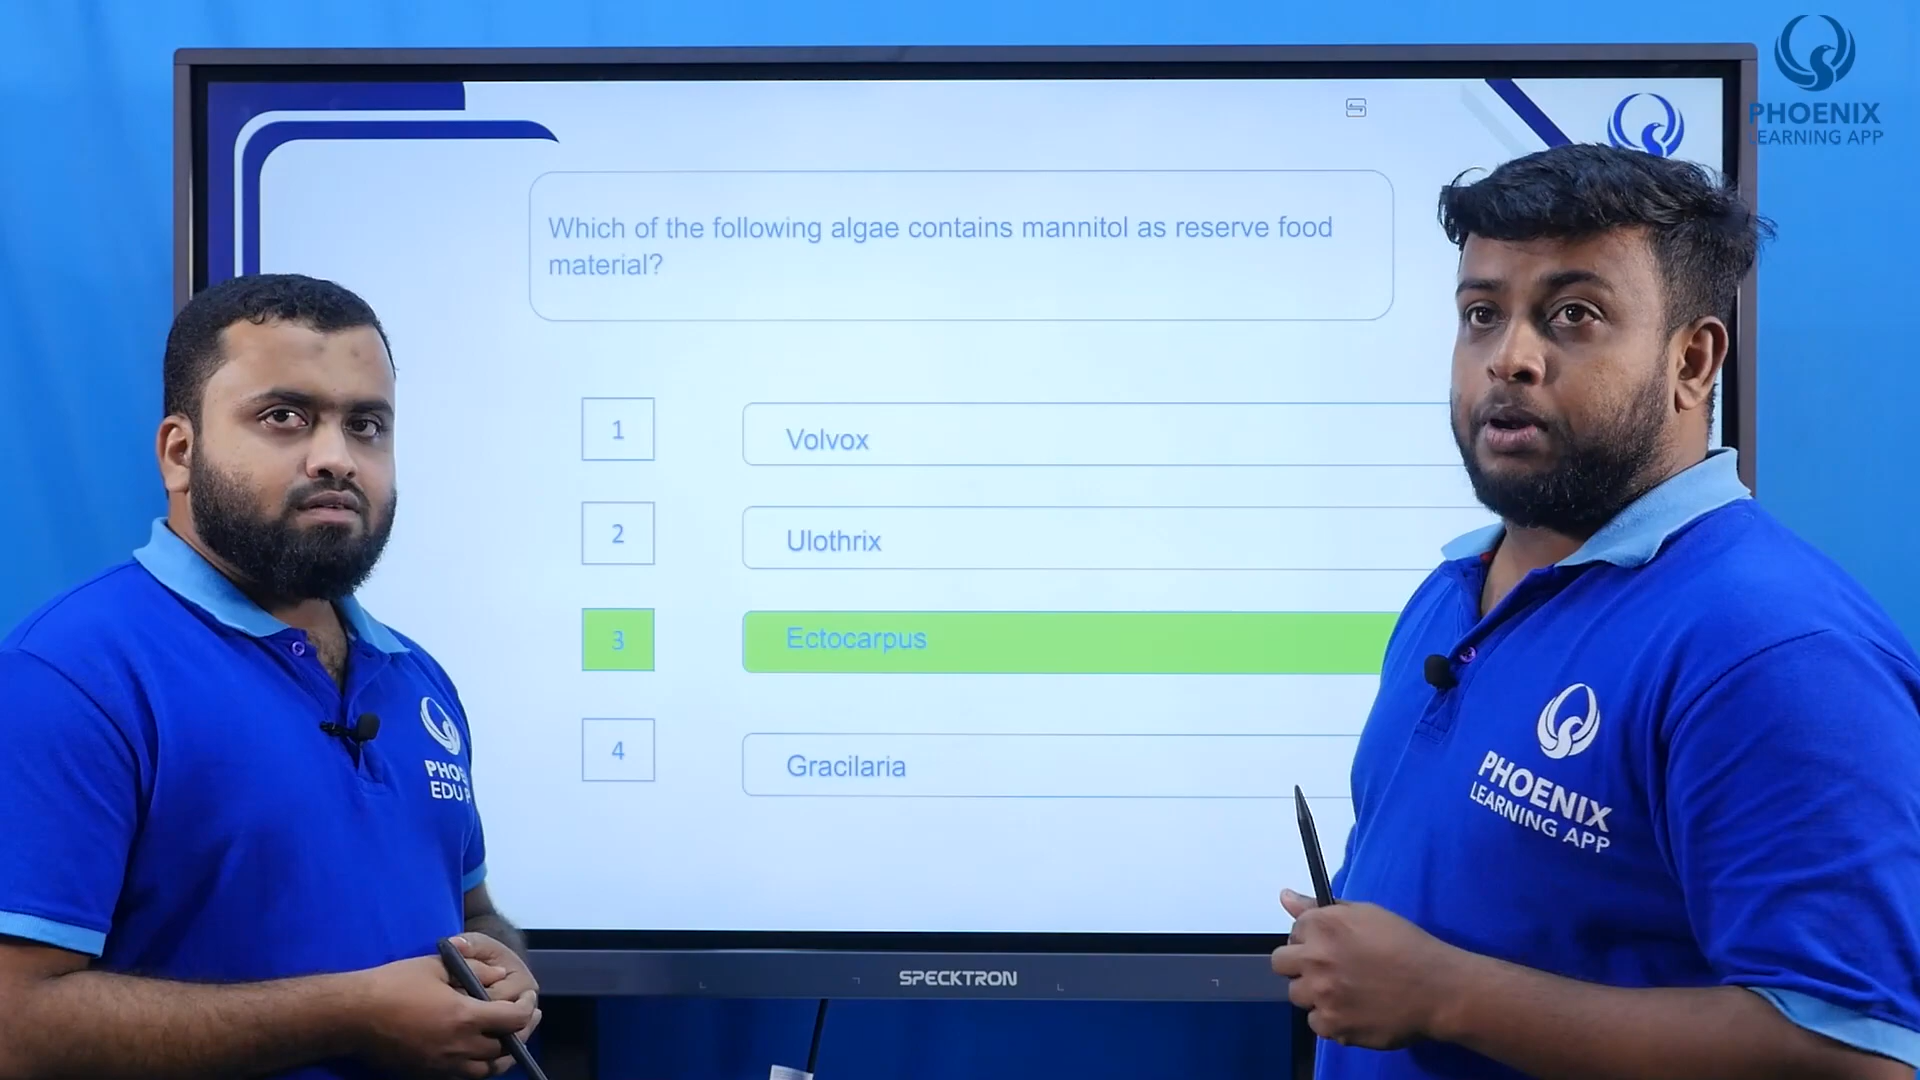 PHOENIX
LEARNING APP
Which of the following algae contains mannitol as reserve food
material?
1
Volvox
2
Ulothrix
3
Ectocarpus
4
Gracilaria
EDU
PHOENIX
LEARNING APP
SPECKTRON